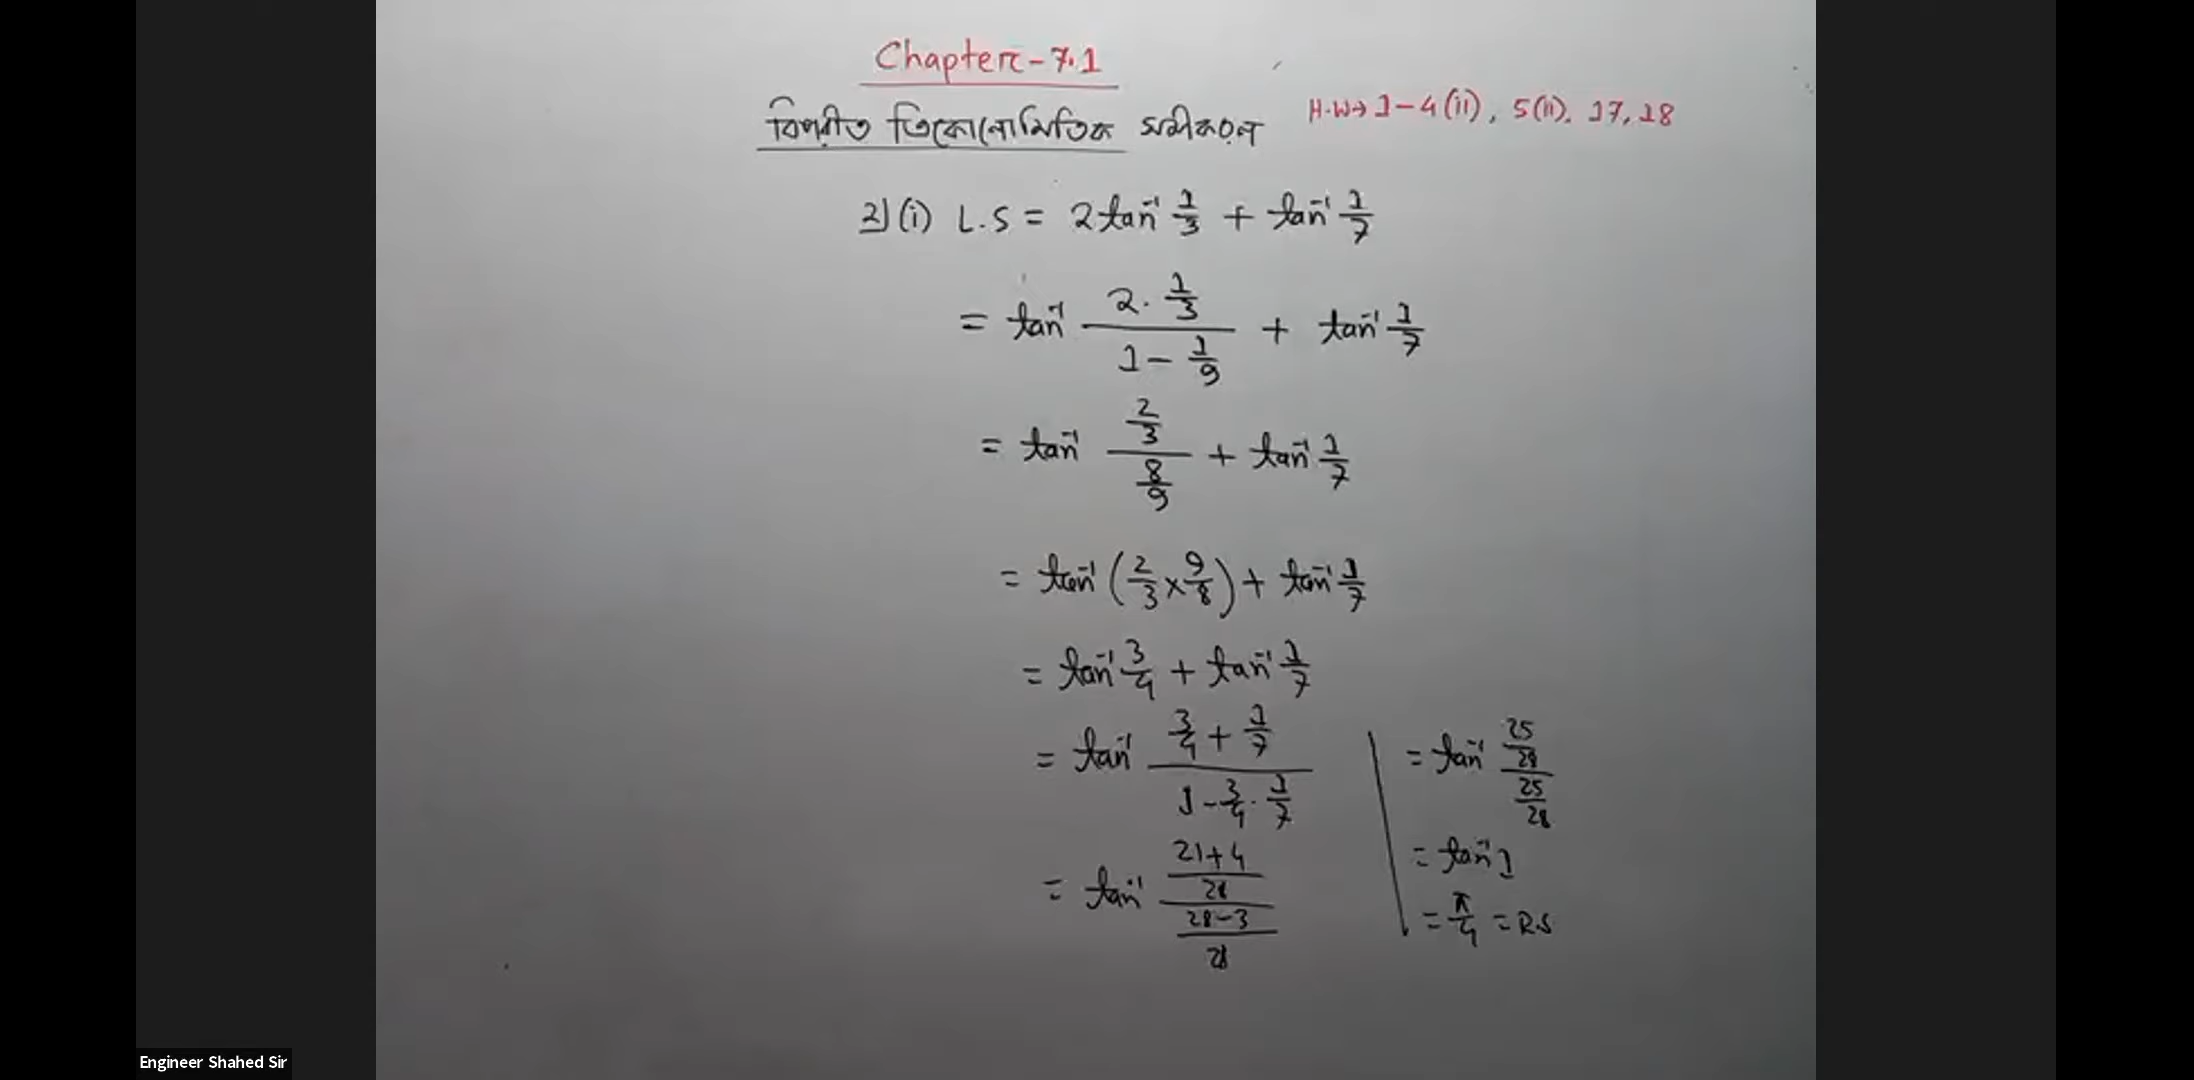 Chapter - 7.1
বিপরীত ত্রিকোনোমিতিক সমীকরণ
H.W→ 1-4(ii), 5(ii), 17, 18
২|(i) L.S = 2tan⁻¹ 1/3 + tan⁻¹ 1/7
= tan⁻¹ (2·1/3)/(1-1/9) + tan⁻¹ 1/7
= tan⁻¹ (2/3)/(8/9) + tan⁻¹ 1/7
= tan⁻¹ (2/3×9/8) + tan⁻¹ 1/7
= tan⁻¹ 3/4 + tan⁻¹ 1/7
= tan⁻¹ (3/4+1/7)/(1-3/4·1/7)
= tan⁻¹ ((21+4)/28)/((28-3)/28)
= tan⁻¹ (25/28)/(25/28)
= tan⁻¹ 1
= π/4 = R.S
Engineer Shahed Sir